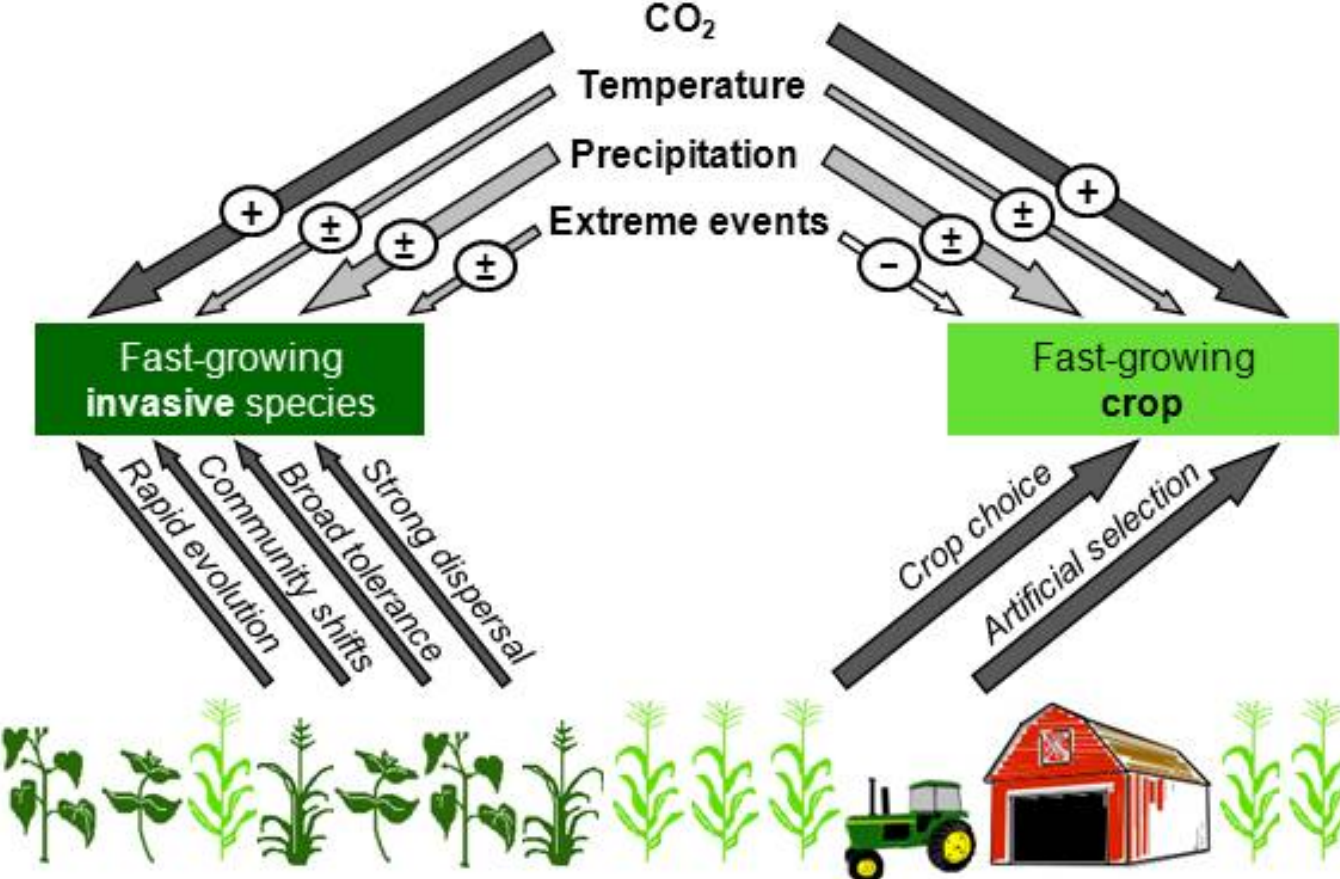 CO₂
Temperature
Precipitation
Extreme events
+
±
±
±
−
±
±
+
Fast-growing
invasive species
Fast-growing
crop
Rapid evolution
Community shifts
Broad tolerance
Strong dispersal
Crop choice
Artificial selection